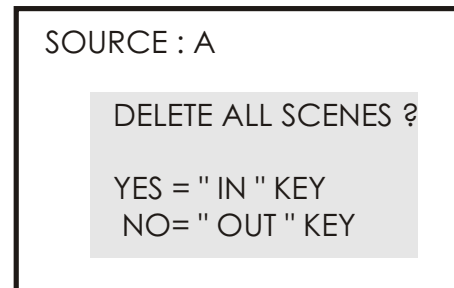 SOURCE : A
DELETE ALL SCENES ?
YES = " IN " KEY
NO= " OUT " KEY